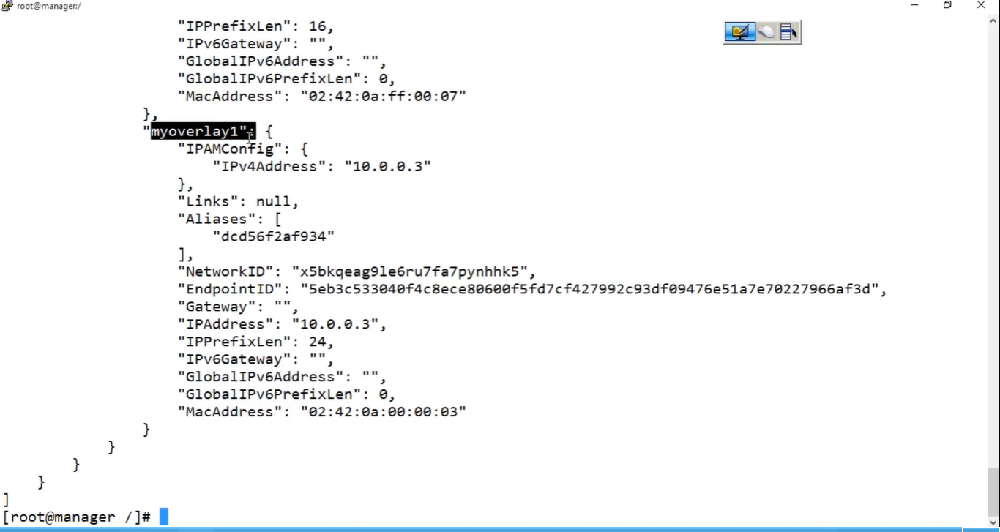 root@manager:/
"IPPrefixLen": 16,
"IPv6Gateway": "",
"GlobalIPv6Address": "",
"GlobalIPv6PrefixLen": 0,
"MacAddress": "02:42:0a:ff:00:07"
},
"myoverlay1": {
"IPAMConfig": {
"IPv4Address": "10.0.0.3"
},
"Links": null,
"Aliases": [
"dcd56f2af934"
],
"NetworkID": "x5bkqeag9le6ru7fa7pynhhk5",
"EndpointID": "5eb3c533040f4c8ece80600f5fd7cf427992c93df09476e51a7e70227966af3d",
"Gateway": "",
"IPAddress": "10.0.0.3",
"IPPrefixLen": 24,
"IPv6Gateway": "",
"GlobalIPv6Address": "",
"GlobalIPv6PrefixLen": 0,
"MacAddress": "02:42:0a:00:00:03"
}
}
}
}
]
[root@manager /]#